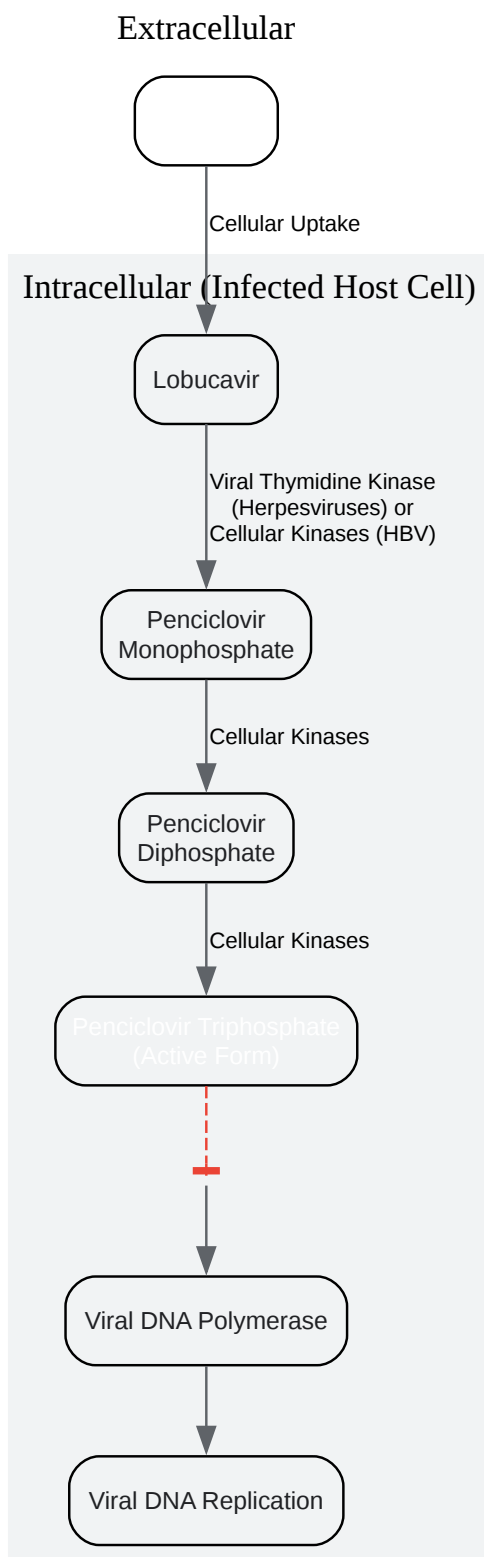 Extracellular
Cellular Uptake
Intracellular (Infected Host Cell)
Lobucavir
Viral Thymidine Kinase
(Herpesviruses) or
Cellular Kinases (HBV)
Penciclovir
Monophosphate
Cellular Kinases
Penciclovir
Diphosphate
Cellular Kinases
Penciclovir Triphosphate
(Active Form)
Viral DNA Polymerase
Viral DNA Replication